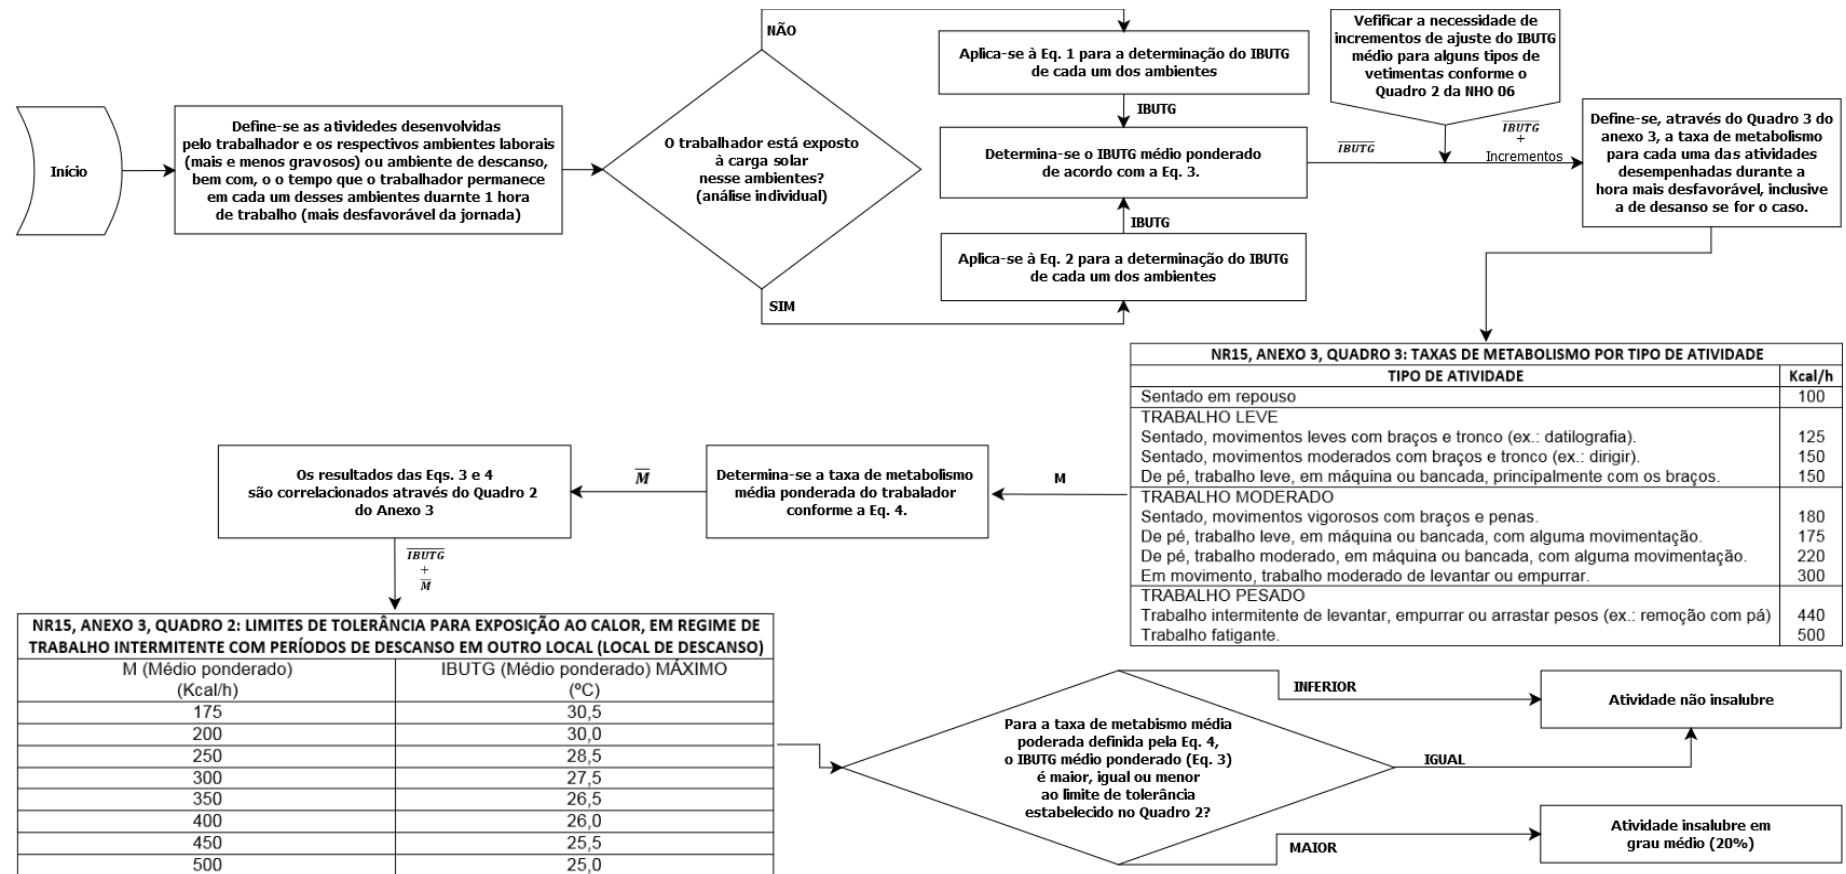 Início
Define-se as atividedes desenvolvidas
pelo trabalhador e os respectivos ambientes laborais
(mais e menos gravosos) ou ambiente de descanso,
bem com, o o tempo que o trabalhador permanece
em cada um desses ambientes duarnte 1 hora
de trabalho (mais desfavorável da jornada)
O trabalhador está exposto
à carga solar
nesse ambientes?
(análise individual)
NÃO
SIM
Aplica-se à Eq. 1 para a determinação do IBUTG
de cada um dos ambientes
IBUTG
Determina-se o IBUTG médio ponderado
de acordo com a Eq. 3.
IBUTG
Aplica-se à Eq. 2 para a determinação do IBUTG
de cada um dos ambientes
IBUTG
Vefificar a necessidade de
incrementos de ajuste do IBUTG
médio para alguns tipos de
vetimentas conforme o
Quadro 2 da NHO 06
IBUTG
+
Incrementos
Define-se, através do Quadro 3 do
anexo 3, a taxa de metabolismo
para cada uma das atividades
desempenhadas durante a
hora mais desfavorável, inclusive
a de desanso se for o caso.
NR15, ANEXO 3, QUADRO 3: TAXAS DE METABOLISMO POR TIPO DE ATIVIDADE
TIPO DE ATIVIDADE Kcal/h
Sentado em repouso 100
TRABALHO LEVE
Sentado, movimentos leves com braços e tronco (ex.: datilografia). 125
Sentado, movimentos moderados com braços e tronco (ex.: dirigir). 150
De pé, trabalho leve, em máquina ou bancada, principalmente com os braços. 150
TRABALHO MODERADO
Sentado, movimentos vigorosos com braços e penas. 180
De pé, trabalho leve, em máquina ou bancada, com alguma movimentação. 175
De pé, trabalho moderado, em máquina ou bancada, com alguma movimentação. 220
Em movimento, trabalho moderado de levantar ou empurrar. 300
TRABALHO PESADO
Trabalho intermitente de levantar, empurrar ou arrastar pesos (ex.: remoção com pá) 440
Trabalho fatigante. 500
M
Determina-se a taxa de metabolismo
média ponderada do trabalador
conforme a Eq. 4.
M
Os resultados das Eqs. 3 e 4
são correlacionados através do Quadro 2
do Anexo 3
IBUTG
+
M
NR15, ANEXO 3, QUADRO 2: LIMITES DE TOLERÂNCIA PARA EXPOSIÇÃO AO CALOR, EM REGIME DE
TRABALHO INTERMITENTE COM PERÍODOS DE DESCANSO EM OUTRO LOCAL (LOCAL DE DESCANSO)
M (Médio ponderado) IBUTG (Médio ponderado) MÁXIMO
(Kcal/h) (ºC)
175 30,5
200 30,0
250 28,5
300 27,5
350 26,5
400 26,0
450 25,5
500 25,0
Para a taxa de metabismo média
poderada definida pela Eq. 4,
o IBUTG médio ponderado (Eq. 3)
é maior, igual ou menor
ao limite de tolerância
estabelecido no Quadro 2?
INFERIOR
Atividade não insalubre
IGUAL
MAIOR
Atividade insalubre em
grau médio (20%)